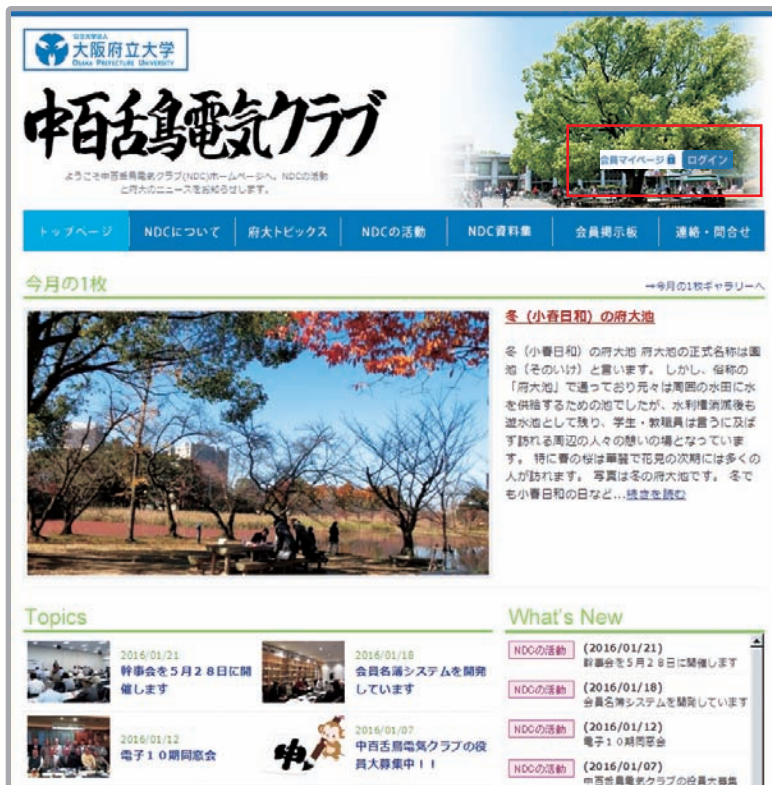 公立大学法人
大阪府立大学
OSAKA PREFECTURE UNIVERSITY
中百舌鳥電気クラブ
ようこそ中百舌鳥電気クラブ(NDC)ホームページへ。NDCの活動
と府大のニュースをお知らせします。
会員マイページ ログイン
トップページ NDCについて 府大トピックス NDCの活動 NDC資料集 会員掲示板 連絡・問合せ
今月の1枚
→今月の1枚ギャラリーへ
冬（小春日和）の府大池
冬（小春日和）の府大池 府大池の正式名称は園
池（そのいけ）と言います。 しかし、俗称の
「府大池」で通っており元々は周囲の水田に水
を供給するための池でしたが、水利権消滅後も
遊水池として残り、学生・教職員は言うに及ば
ず訪れる周辺の人々の憩いの場となっていま
す。 特に春の桜は華麗で花見の次期には多くの
人が訪れます。 写真は冬の府大池です。 冬で
も小春日和の日など...続きを読む
Topics
2016/01/21
幹事会を５月２８日に開
催します
2016/01/18
会員名簿システムを開発
しています
2016/01/12
電子１０期同窓会
2016/01/07
中百舌鳥電気クラブの役
員大募集中！！
What's New
NDCの活動 (2016/01/21)
幹事会を５月２８日に開催します
NDCの活動 (2016/01/18)
会員名簿システムを開発しています
NDCの活動 (2016/01/12)
電子１０期同窓会
NDCの活動 (2016/01/07)
中百舌鳥電気クラブの役員大募集